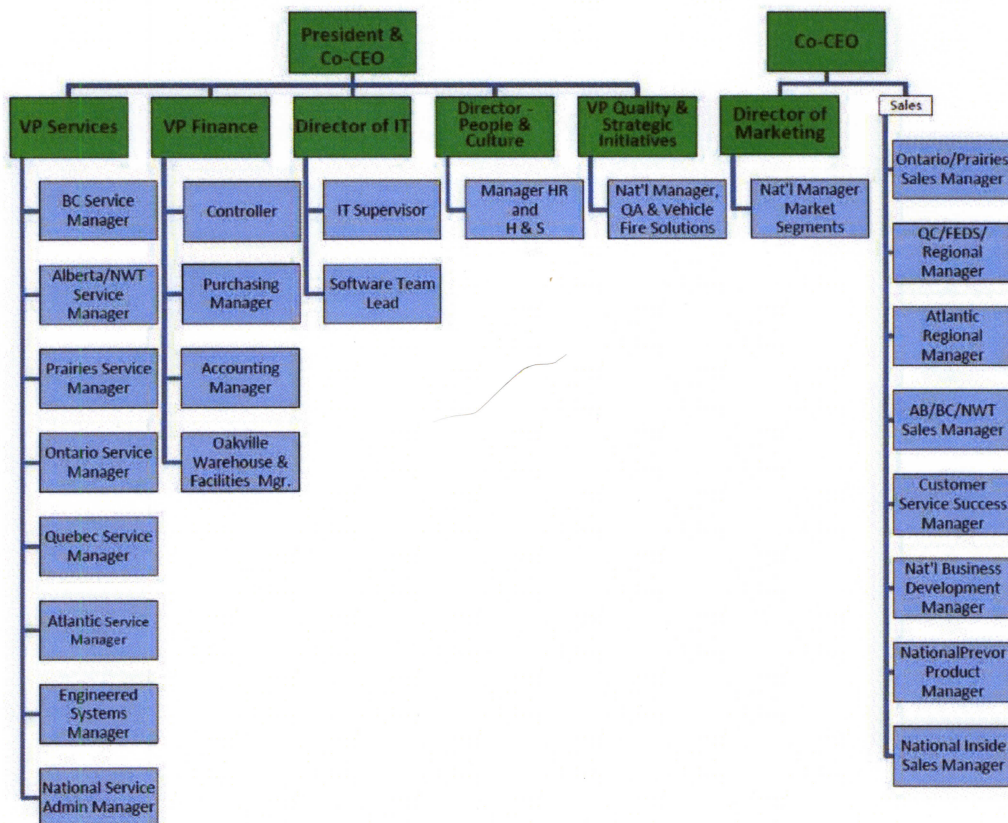 President &
Co-CEO
Co-CEO
VP Services
VP Finance
Director of IT
Director -
People &
Culture
VP Quality &
Strategic
Initiatives
Director of
Marketing
Sales
BC Service
Manager
Alberta/NWT
Service
Manager
Prairies Service
Manager
Ontario Service
Manager
Quebec Service
Manager
Atlantic Service
Manager
Engineered
Systems
Manager
National Service
Admin Manager
Controller
Purchasing
Manager
Accounting
Manager
Oakville
Warehouse &
Facilities Mgr.
IT Supervisor
Software Team
Lead
Manager HR
and
H & S
Nat'l Manager,
QA & Vehicle
Fire Solutions
Nat'l Manager
Market
Segments
Ontario/Prairies
Sales Manager
QC/FEDS/
Regional
Manager
Atlantic
Regional
Manager
AB/BC/NWT
Sales Manager
Customer
Service Success
Manager
Nat'l Business
Development
Manager
NationalPrevor
Product
Manager
National Inside
Sales Manager